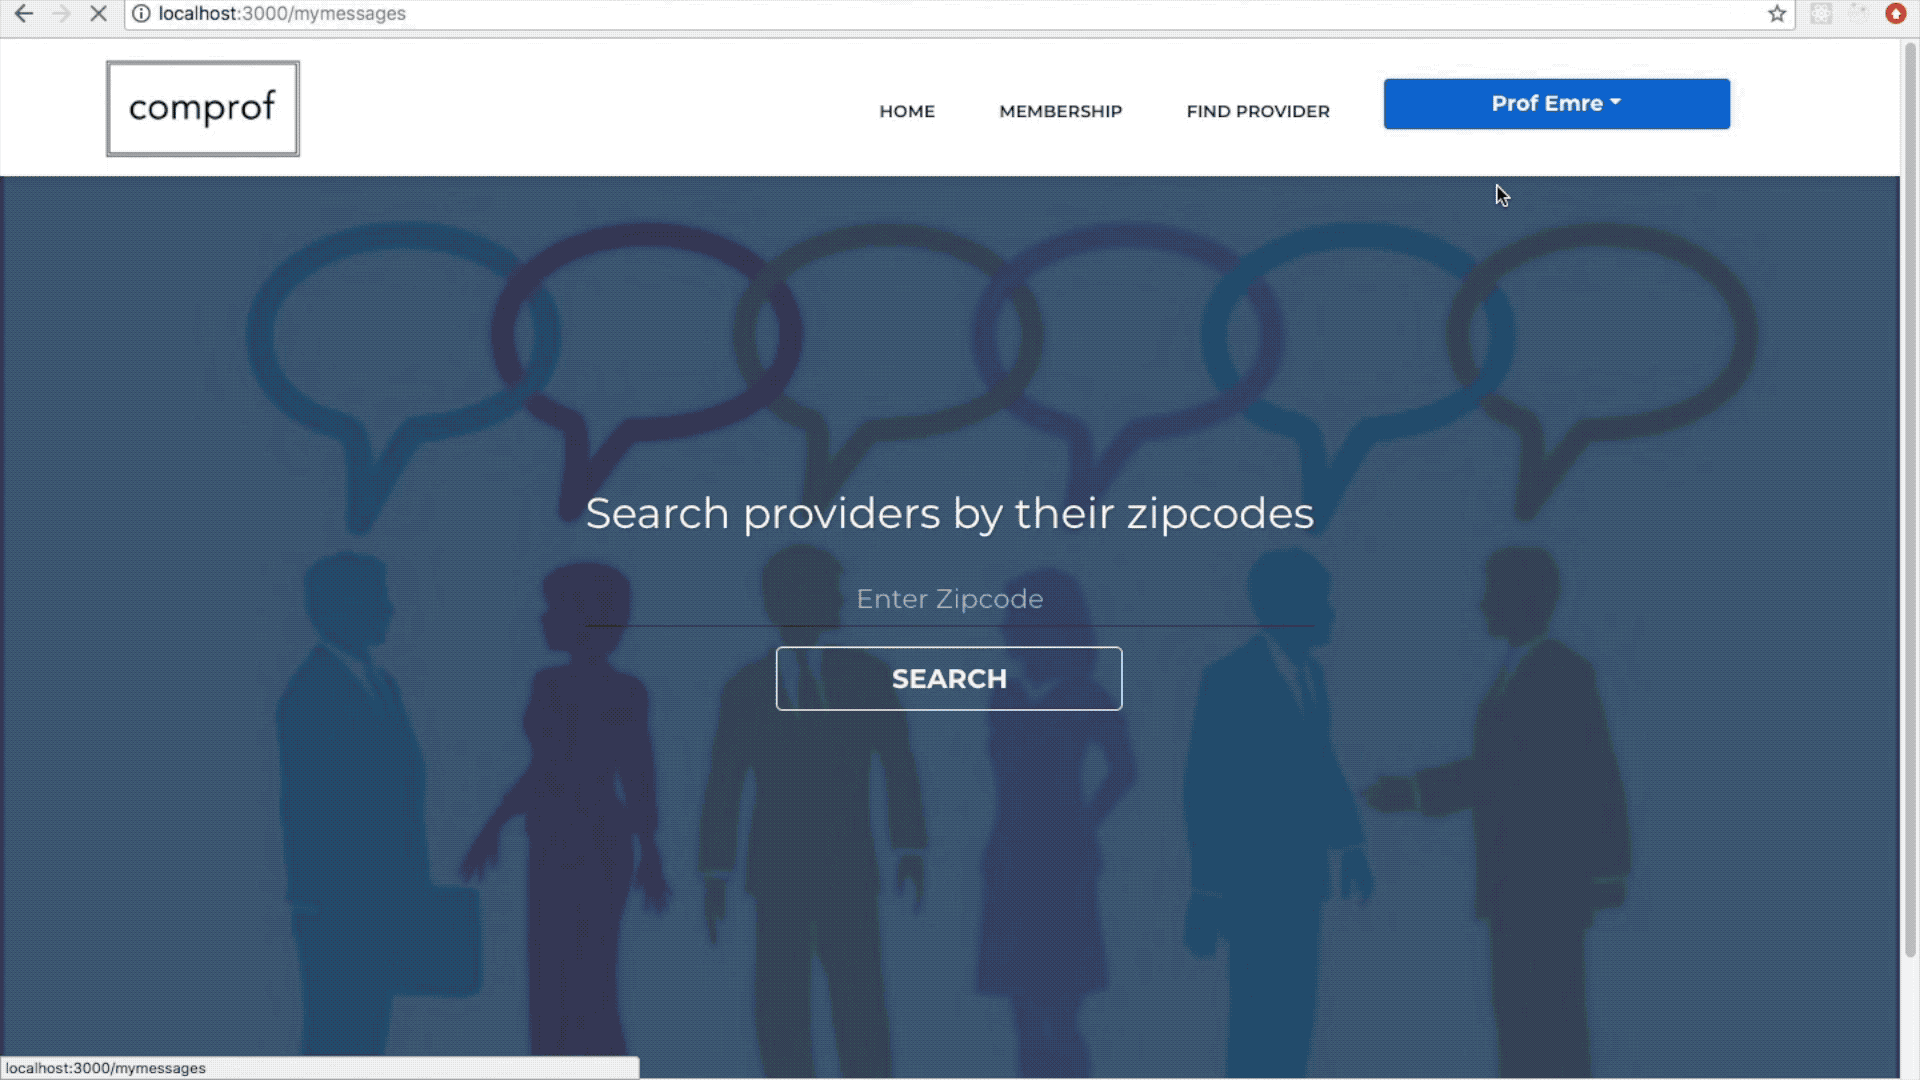 localhost:3000/mymessages
comprof
HOME
MEMBERSHIP
FIND PROVIDER
Prof Emre
Search providers by their zipcodes
Enter Zipcode
SEARCH
localhost:3000/mymessages